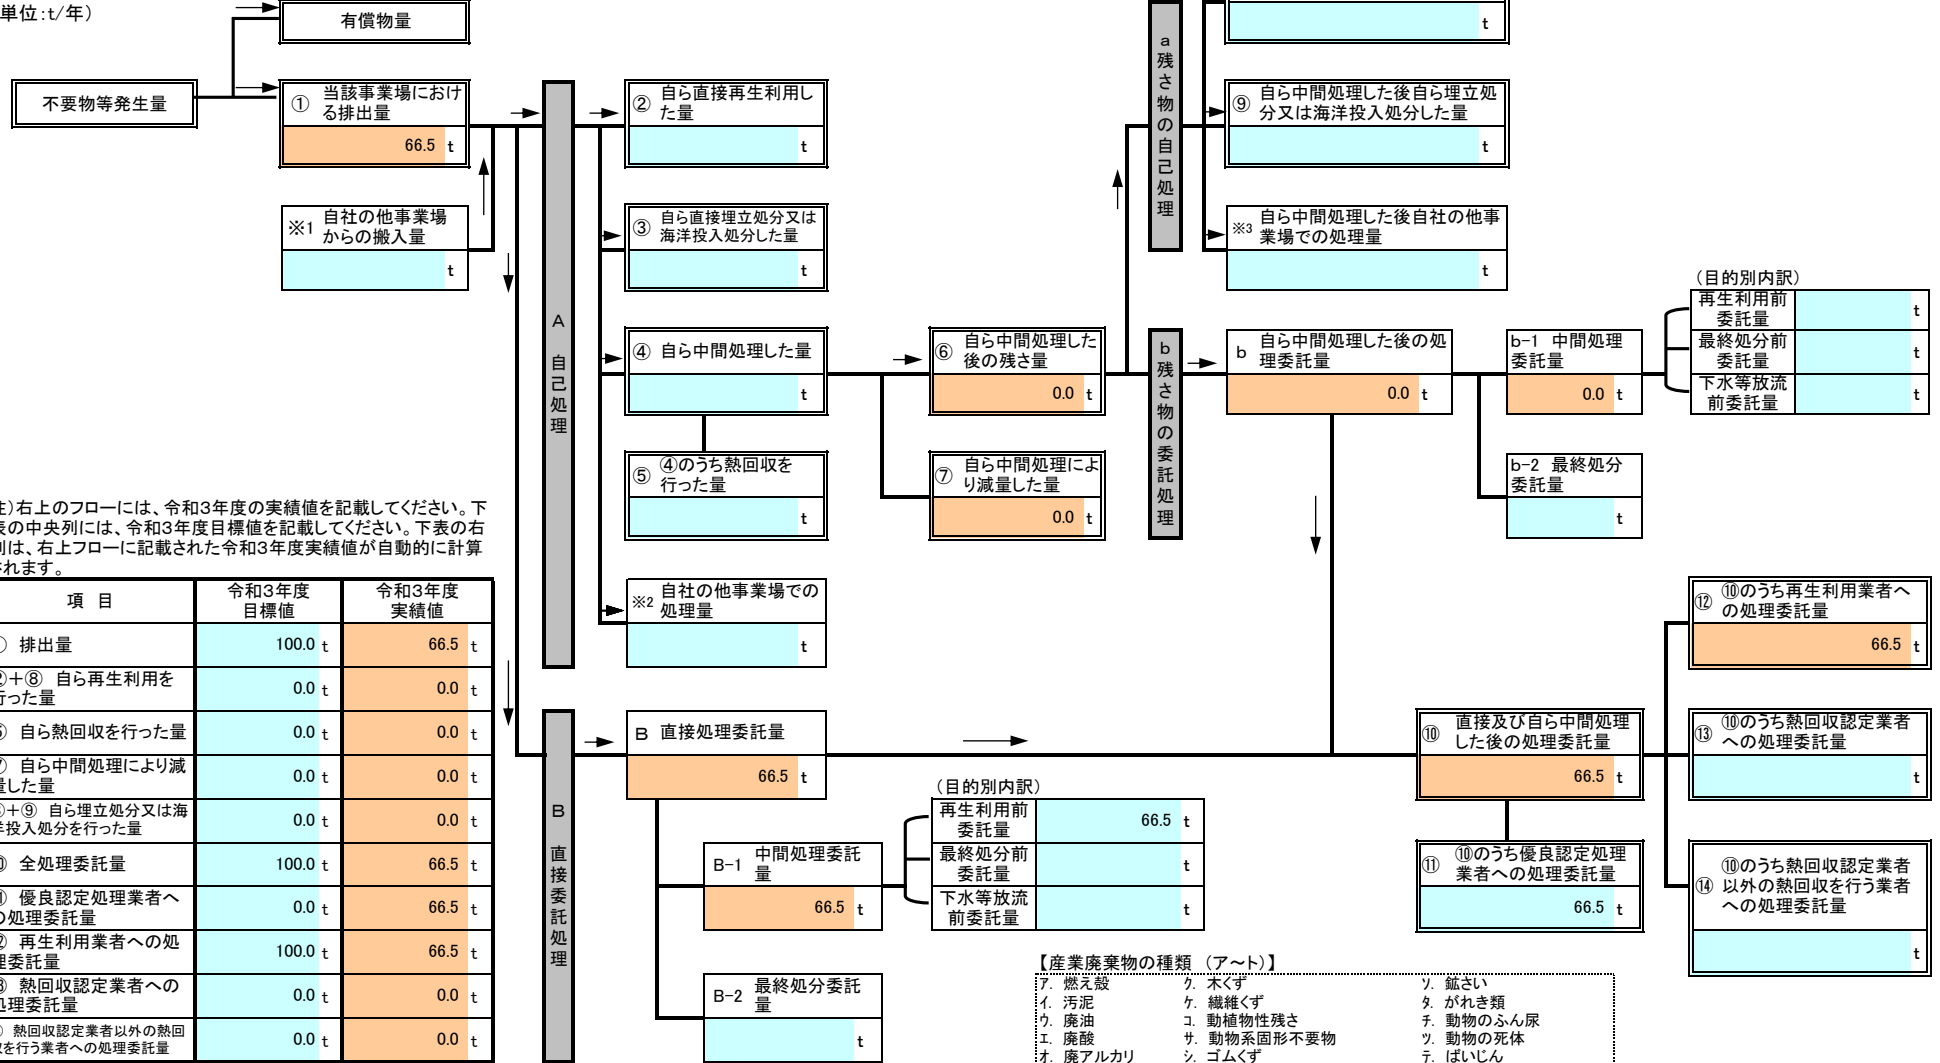 単位:t/年)
有償物量
不要物等発生量
① 当該事業場におけ
る排出量
66.5 t
※1 自社の他事業場
からの搬入量
t
A 自己処理
② 自ら直接再生利用し
た量
t
③ 自ら直接埋立処分又は
海洋投入処分した量
t
④ 自ら中間処理した量
t
⑤ ④のうち熱回収を
行った量
t
※2 自社の他事業場での
処理量
t
⑥ 自ら中間処理した
後の残さ量
0.0 t
⑦ 自ら中間処理によ
り減量した量
0.0 t
a残さ物の自己処理
t
⑨ 自ら中間処理した後自ら埋立処
分又は海洋投入処分した量
t
※3 自ら中間処理した後自社の他事
業場での処理量
t
b残さ物の委託処理
b 自ら中間処理した後の処
理委託量
0.0 t
b-1 中間処理
委託量
0.0 t
b-2 最終処分
委託量
t
(目的別内訳)
再生利用前
委託量
t
最終処分前
委託量
t
下水等放流
前委託量
t
注)右上のフローには、令和3年度の実績値を記載してください。下
表の中央列には、令和3年度目標値を記載してください。下表の右
列は、右上フローに記載された令和3年度実績値が自動的に計算
されます。
項 目 令和3年度
目標値 令和3年度
実績値
① 排出量 100.0 t 66.5 t
②+⑧ 自ら再生利用を
行った量 0.0 t 0.0 t
⑤ 自ら熱回収を行った量 0.0 t 0.0 t
⑦ 自ら中間処理により減
量した量 0.0 t 0.0 t
③+⑨ 自ら埋立処分又は海
洋投入処分を行った量 0.0 t 0.0 t
⑩ 全処理委託量 100.0 t 66.5 t
⑪ 優良認定処理業者へ
の処理委託量 0.0 t 66.5 t
⑫ 再生利用業者への処
理委託量 100.0 t 66.5 t
⑬ 熱回収認定業者への
処理委託量 0.0 t 0.0 t
⑭ 熱回収認定業者以外の熱回
収を行う業者への処理委託量 0.0 t 0.0 t
B 直接委託処理
B 直接処理委託量
66.5 t
B-1 中間処理委託
量
66.5 t
B-2 最終処分委託
量
t
(目的別内訳)
再生利用前
委託量
66.5 t
最終処分前
委託量
t
下水等放流
前委託量
t
⑩ 直接及び自ら中間処理
した後の処理委託量
66.5 t
⑪ ⑩のうち優良認定処理
業者への処理委託量
66.5 t
⑫ ⑩のうち再生利用業者へ
の処理委託量
66.5 t
⑬ ⑩のうち熱回収認定業者
への処理委託量
t
⑭ ⑩のうち熱回収認定業者
以外の熱回収を行う業者
への処理委託量
t
【産業廃棄物の種類 (ア~ト)】
ア. 燃え殻 ク. 木くず ソ. 鉱さい
イ. 汚泥 ケ. 繊維くず タ. がれき類
ウ. 廃油 コ. 動植物性残さ チ. 動物のふん尿
エ. 廃酸 サ. 動物系固形不要物 ツ. 動物の死体
オ. 廃アルカリ シ. ゴムくず テ. ばいじん